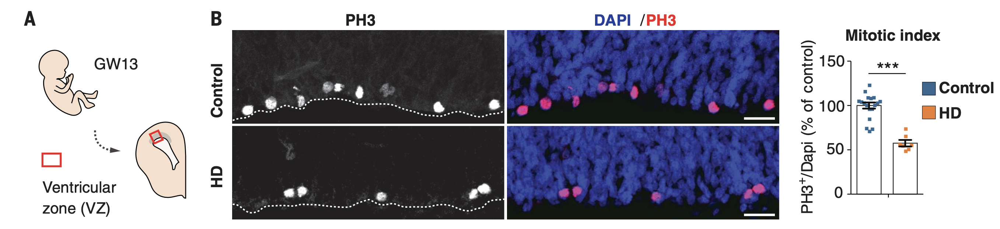 A
GW13
Ventricular
zone (VZ)
B
PH3
DAPI /PH3
Control
HD
Mitotic index
PH3+/Dapi (% of control)
150
100
50
0
***
Control
HD